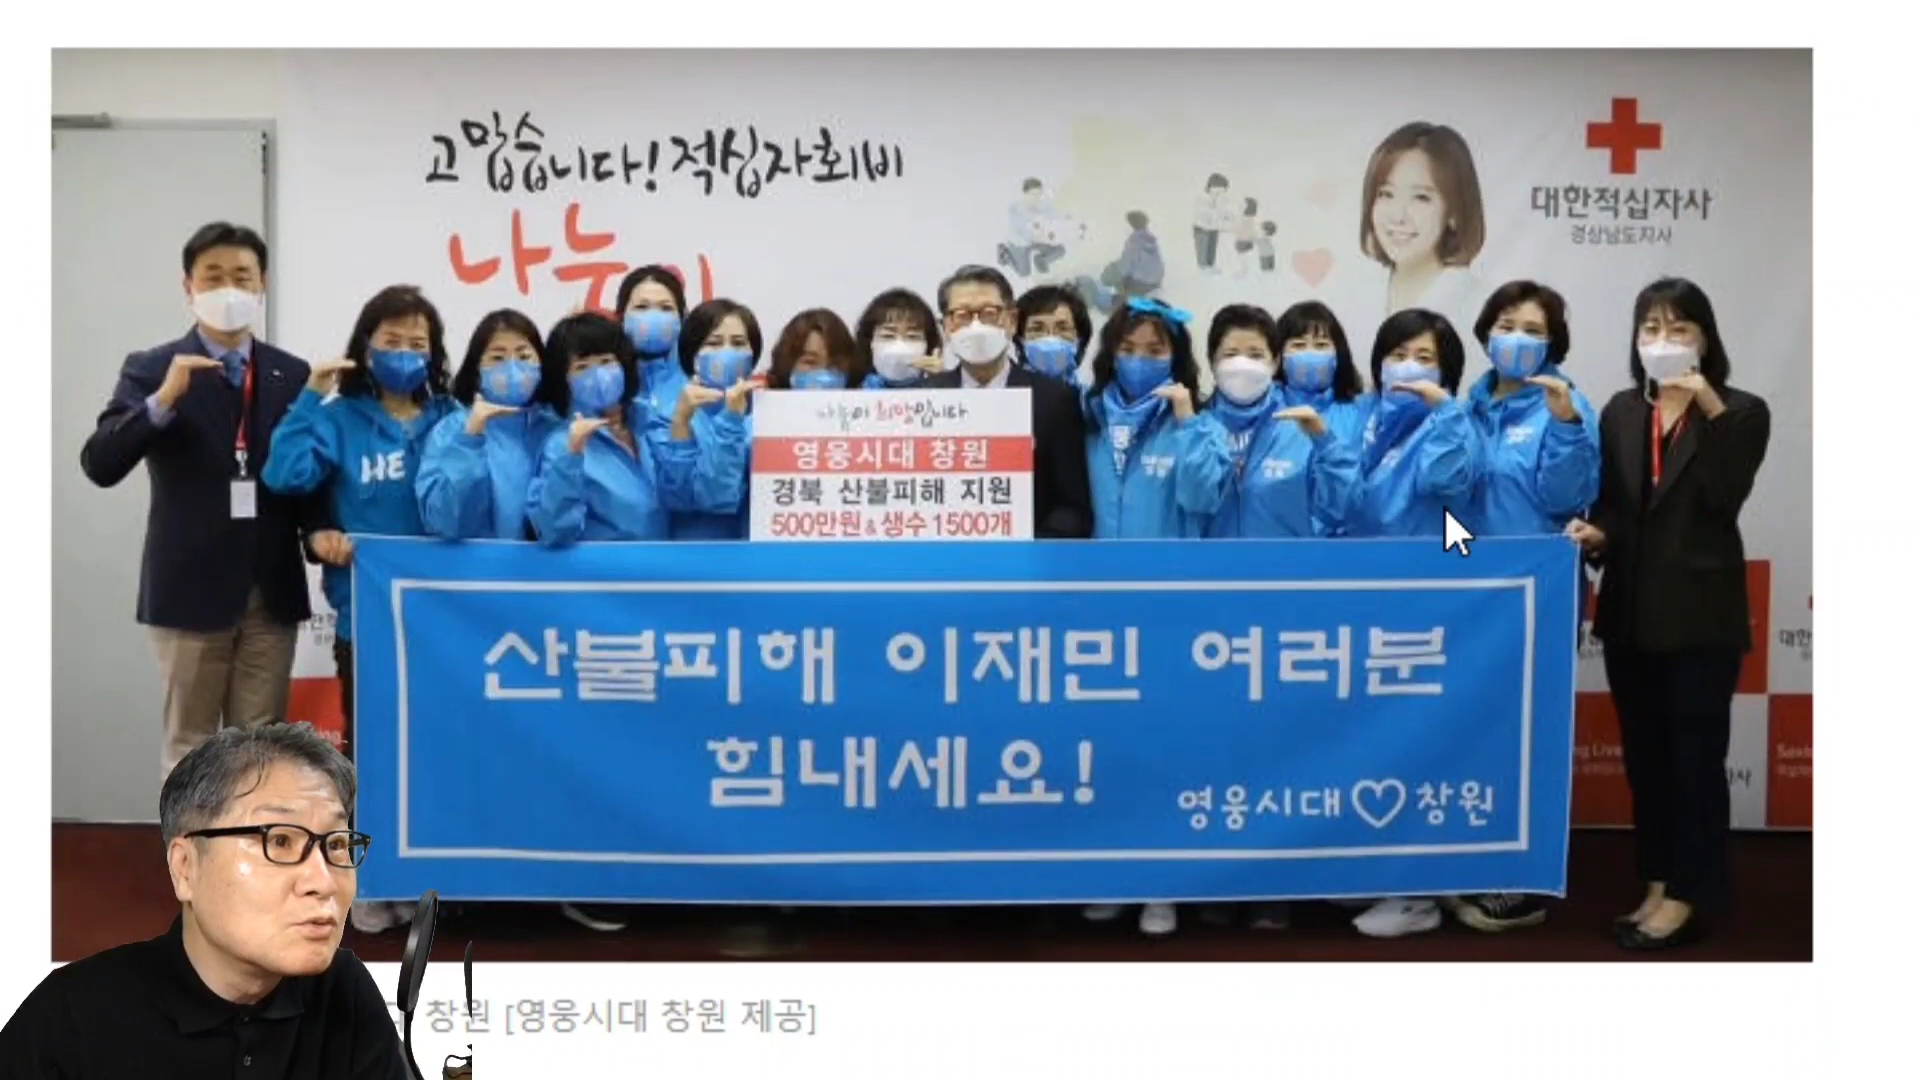 고맙습니다! 적십자회비
나눔이
대한적십자사
경상남도지사
HE
나눔이 희망입니다
영웅시대 창원
경북 산불피해 지원
500만원 & 생수 1500개
산불피해 이재민 여러분
힘내세요!
영웅시대♡창원
창원 [영웅시대 창원 제공]